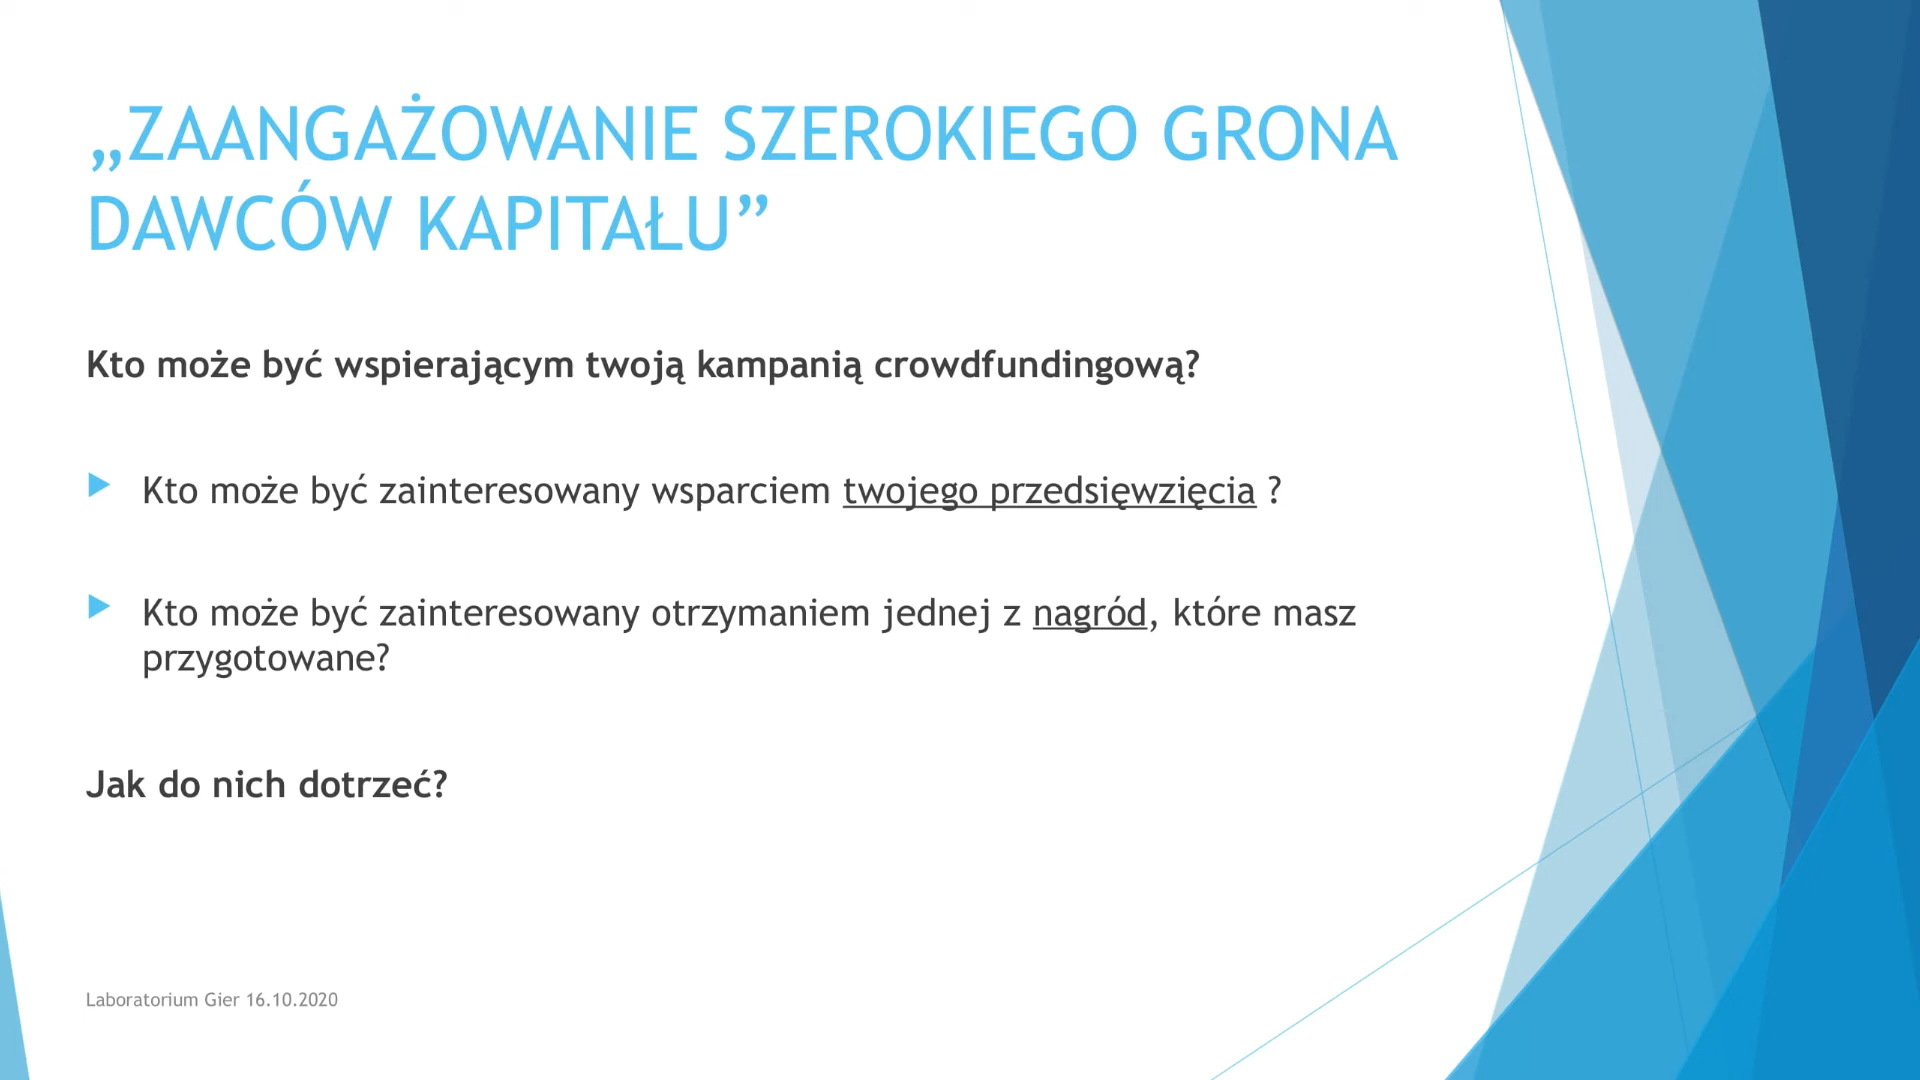 „ZAANGAŻOWANIE SZEROKIEGO GRONA
DAWCÓW KAPITAŁU”
Kto może być wspierającym twoją kampanią crowdfundingową?
Kto może być zainteresowany wsparciem twojego przedsięwzięcia ?
Kto może być zainteresowany otrzymaniem jednej z nagród, które masz
przygotowane?
Jak do nich dotrzeć?
Laboratorium Gier 16.10.2020